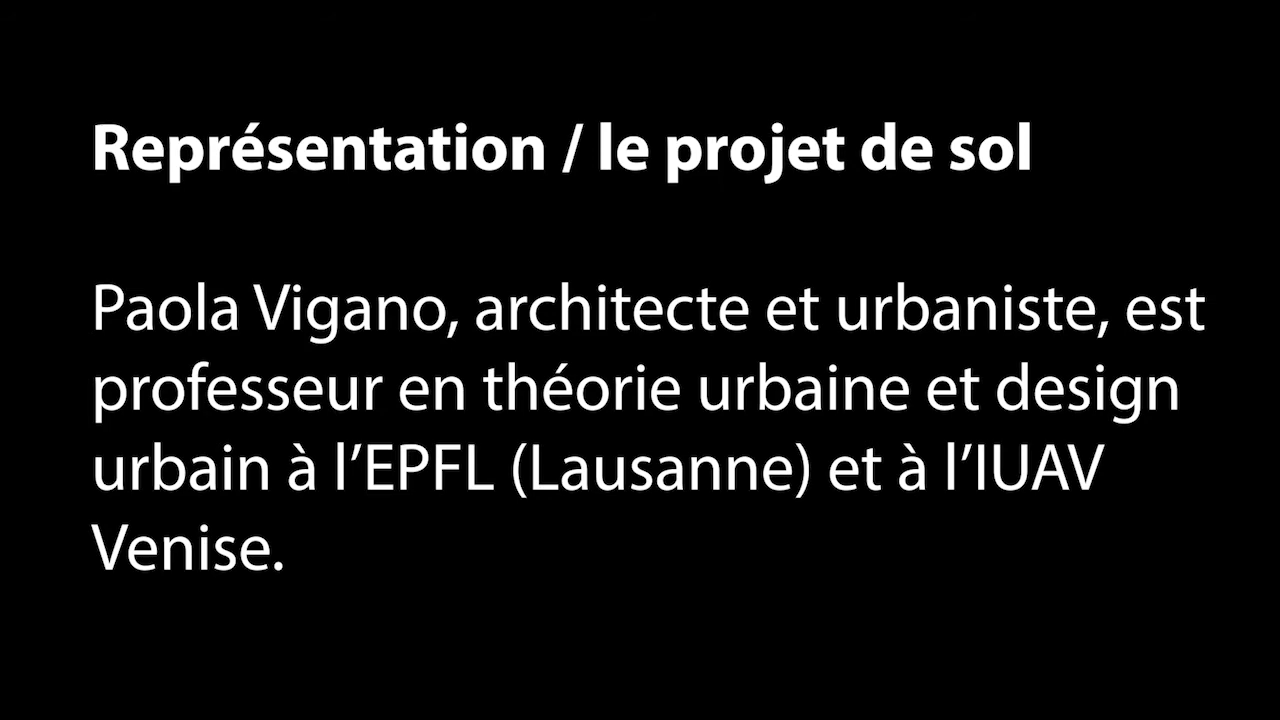 Représentation / le projet de sol
Paola Vigano, architecte et urbaniste, est
professeur en théorie urbaine et design
urbain à l’EPFL (Lausanne) et à l’IUAV
Venise.